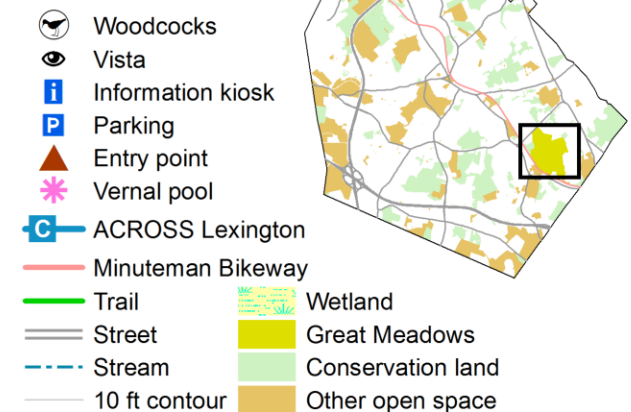 Woodcocks
Vista
i Information kiosk
P Parking
Entry point
Vernal pool
C ACROSS Lexington
Minuteman Bikeway
Trail
Street
Stream
10 ft contour
Wetland
Great Meadows
Conservation land
Other open space